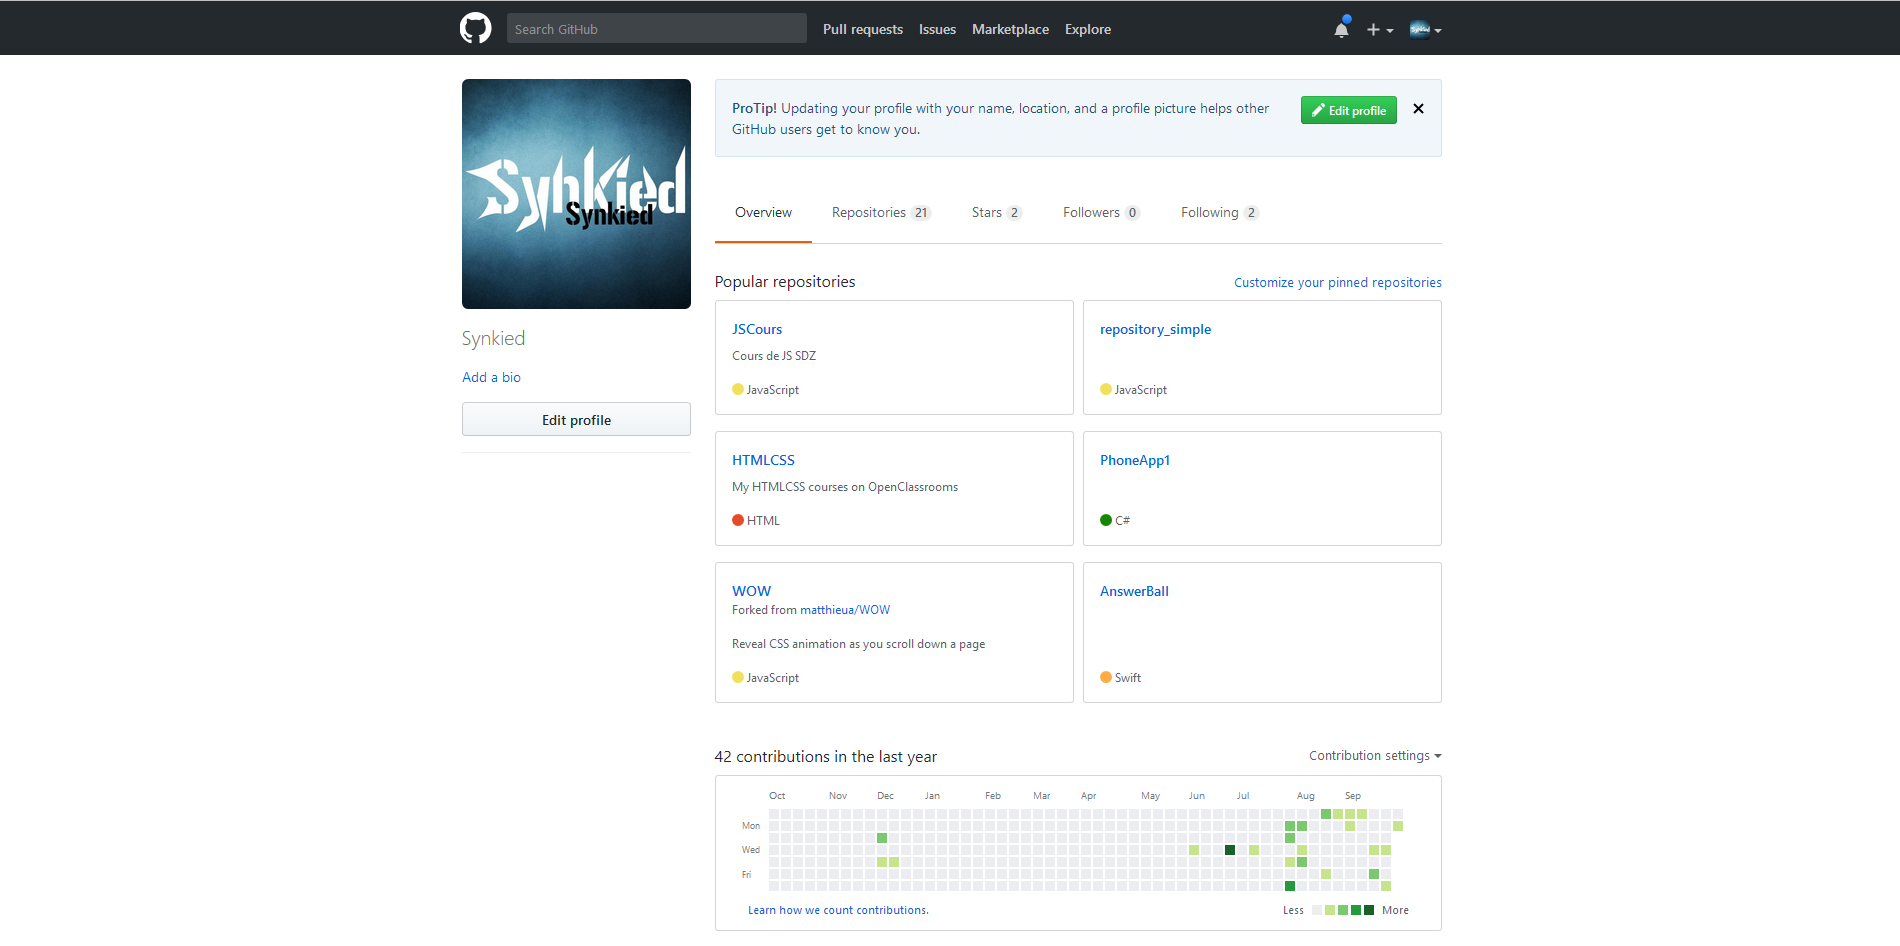 Search GitHub Pull requests Issues Marketplace Explore
Synkied
Synkied
Synkied
Add a bio
Edit profile
ProTip! Updating your profile with your name, location, and a profile picture helps other
GitHub users get to know you.
Edit profile
Overview Repositories 21 Stars 2 Followers 0 Following 2
Popular repositories Customize your pinned repositories
JSCours
Cours de JS SDZ
JavaScript
repository_simple
JavaScript
HTMLCSS
My HTMLCSS courses on OpenClassrooms
HTML
PhoneApp1
C#
WOW
Forked from matthieua/WOW
Reveal CSS animation as you scroll down a page
JavaScript
AnswerBall
Swift
42 contributions in the last year Contribution settings
Oct Nov Dec Jan Feb Mar Apr May Jun Jul Aug Sep
Mon
Wed
Fri
Learn how we count contributions. Less More